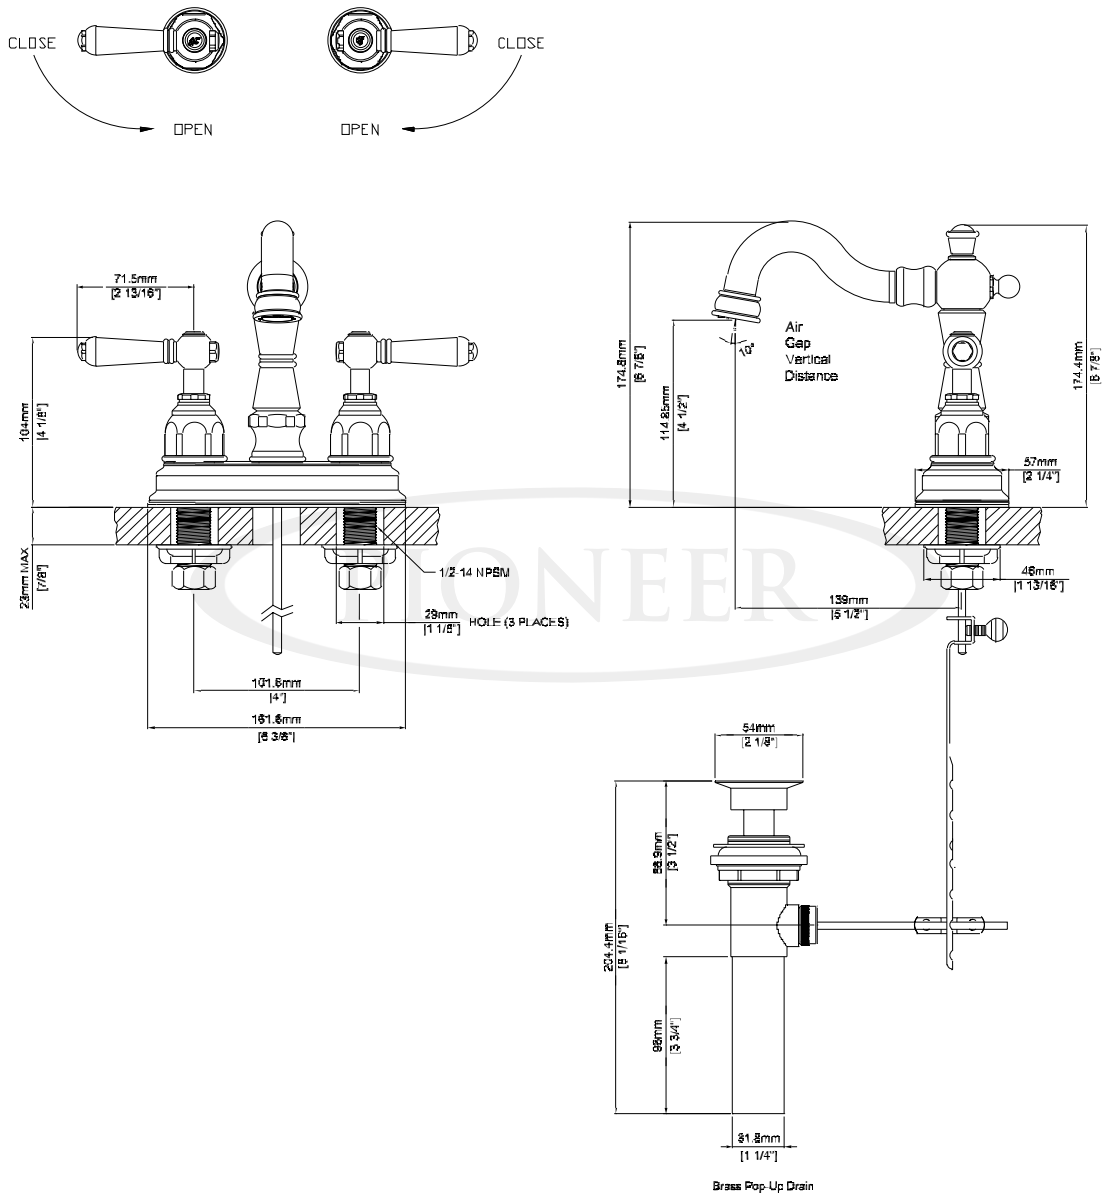 CLOSE
CLOSE
OPEN
OPEN
71.5mm
[2 13/16"]
104mm
[4 1/8"]
23mm MAX
[7/8"]
1/2-14 NPSM
29mm
[1 1/8"]
HOLE (3 PLACES)
101.6mm
[4"]
161.6mm
[6 3/8"]
174.8mm
[6 7/8"]
114.85mm
[4 1/2"]
10°
Air
Gap
Vertical
Distance
174.4mm
[6 7/8"]
57mm
[2 1/4"]
46mm
[1 13/16"]
139mm
[5 1/2"]
PIONEER
54mm
[2 1/8"]
88.9mm
[3 1/2"]
204.4mm
[8 1/16"]
96mm
[3 3/4"]
31.8mm
[1 1/4"]
Brass Pop-Up Drain